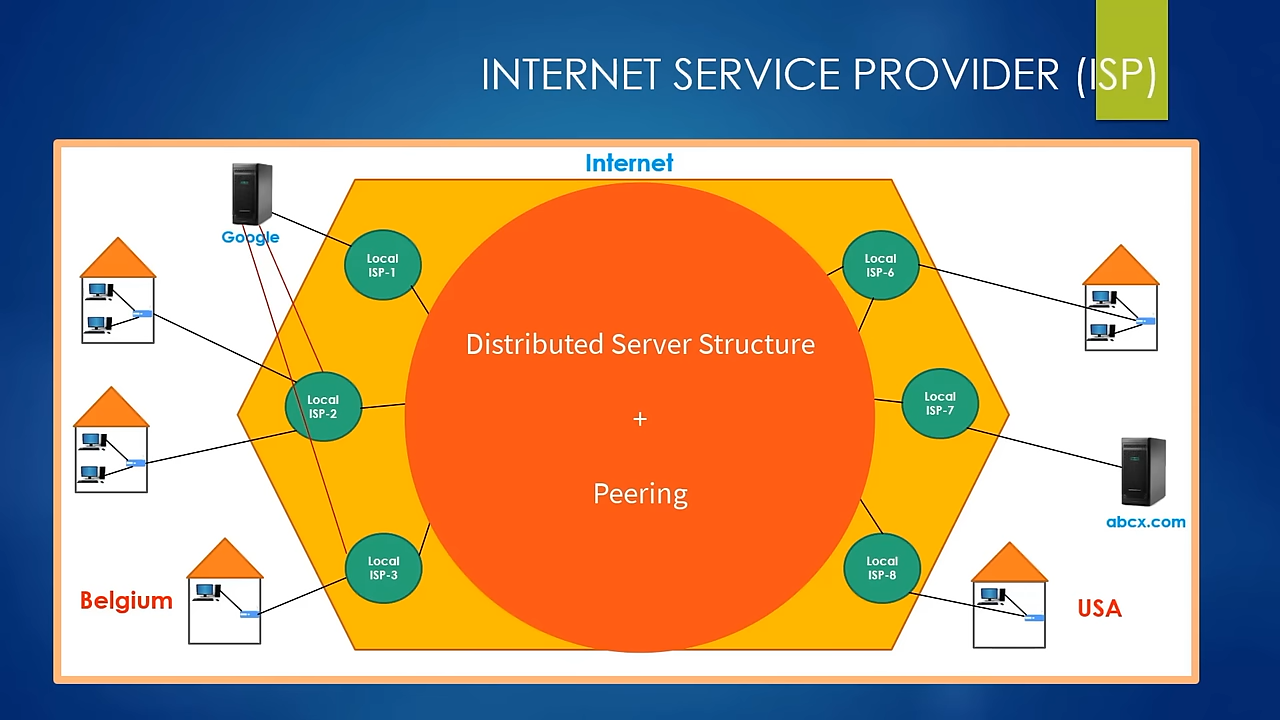 INTERNET SERVICE PROVIDER (ISP)
Internet
Google
Local
ISP-1
Local
ISP-6
Distributed Server Structure
+
Peering
Local
ISP-2
Local
ISP-7
abcx.com
Local
ISP-3
Local
ISP-8
Belgium
USA